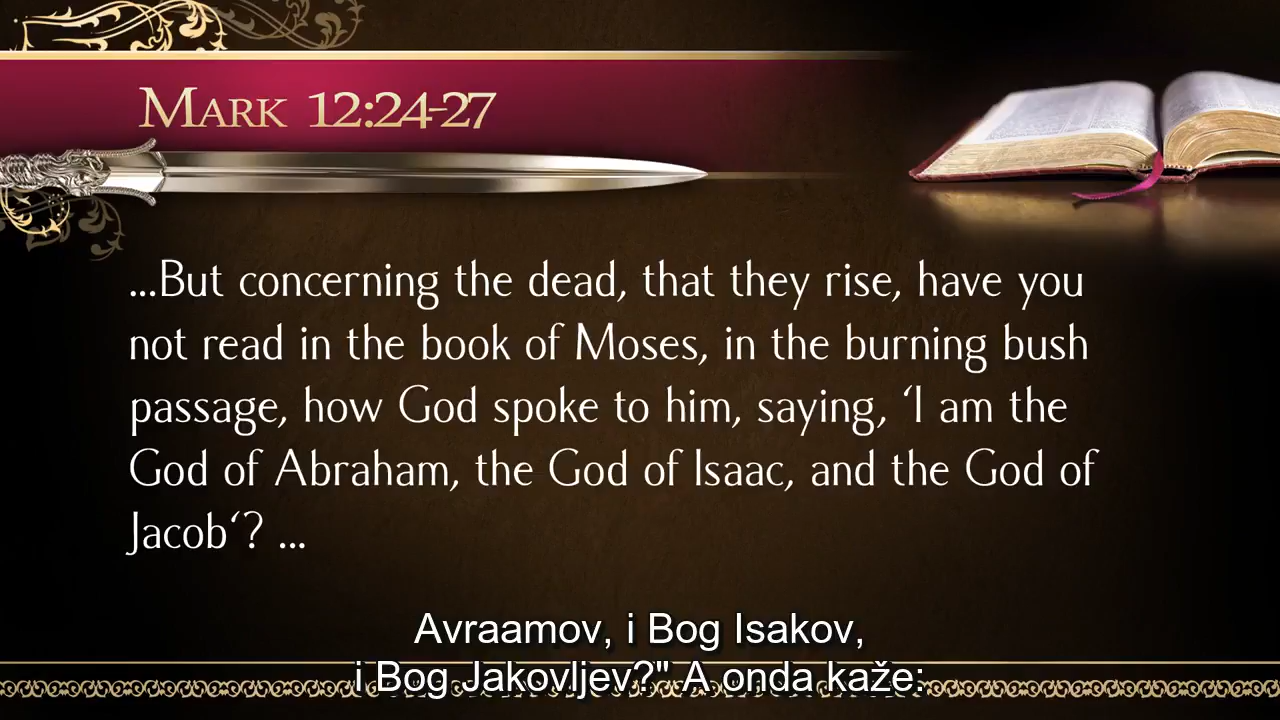 MARK 12:24-27
...But concerning the dead, that they rise, have you
not read in the book of Moses, in the burning bush
passage, how God spoke to him, saying, ‘I am the
God of Abraham, the God of Isaac, and the God of
Jacob‘? ...
Avraamov, i Bog Isakov,
i Bog Jakovljev?" A onda kaže: